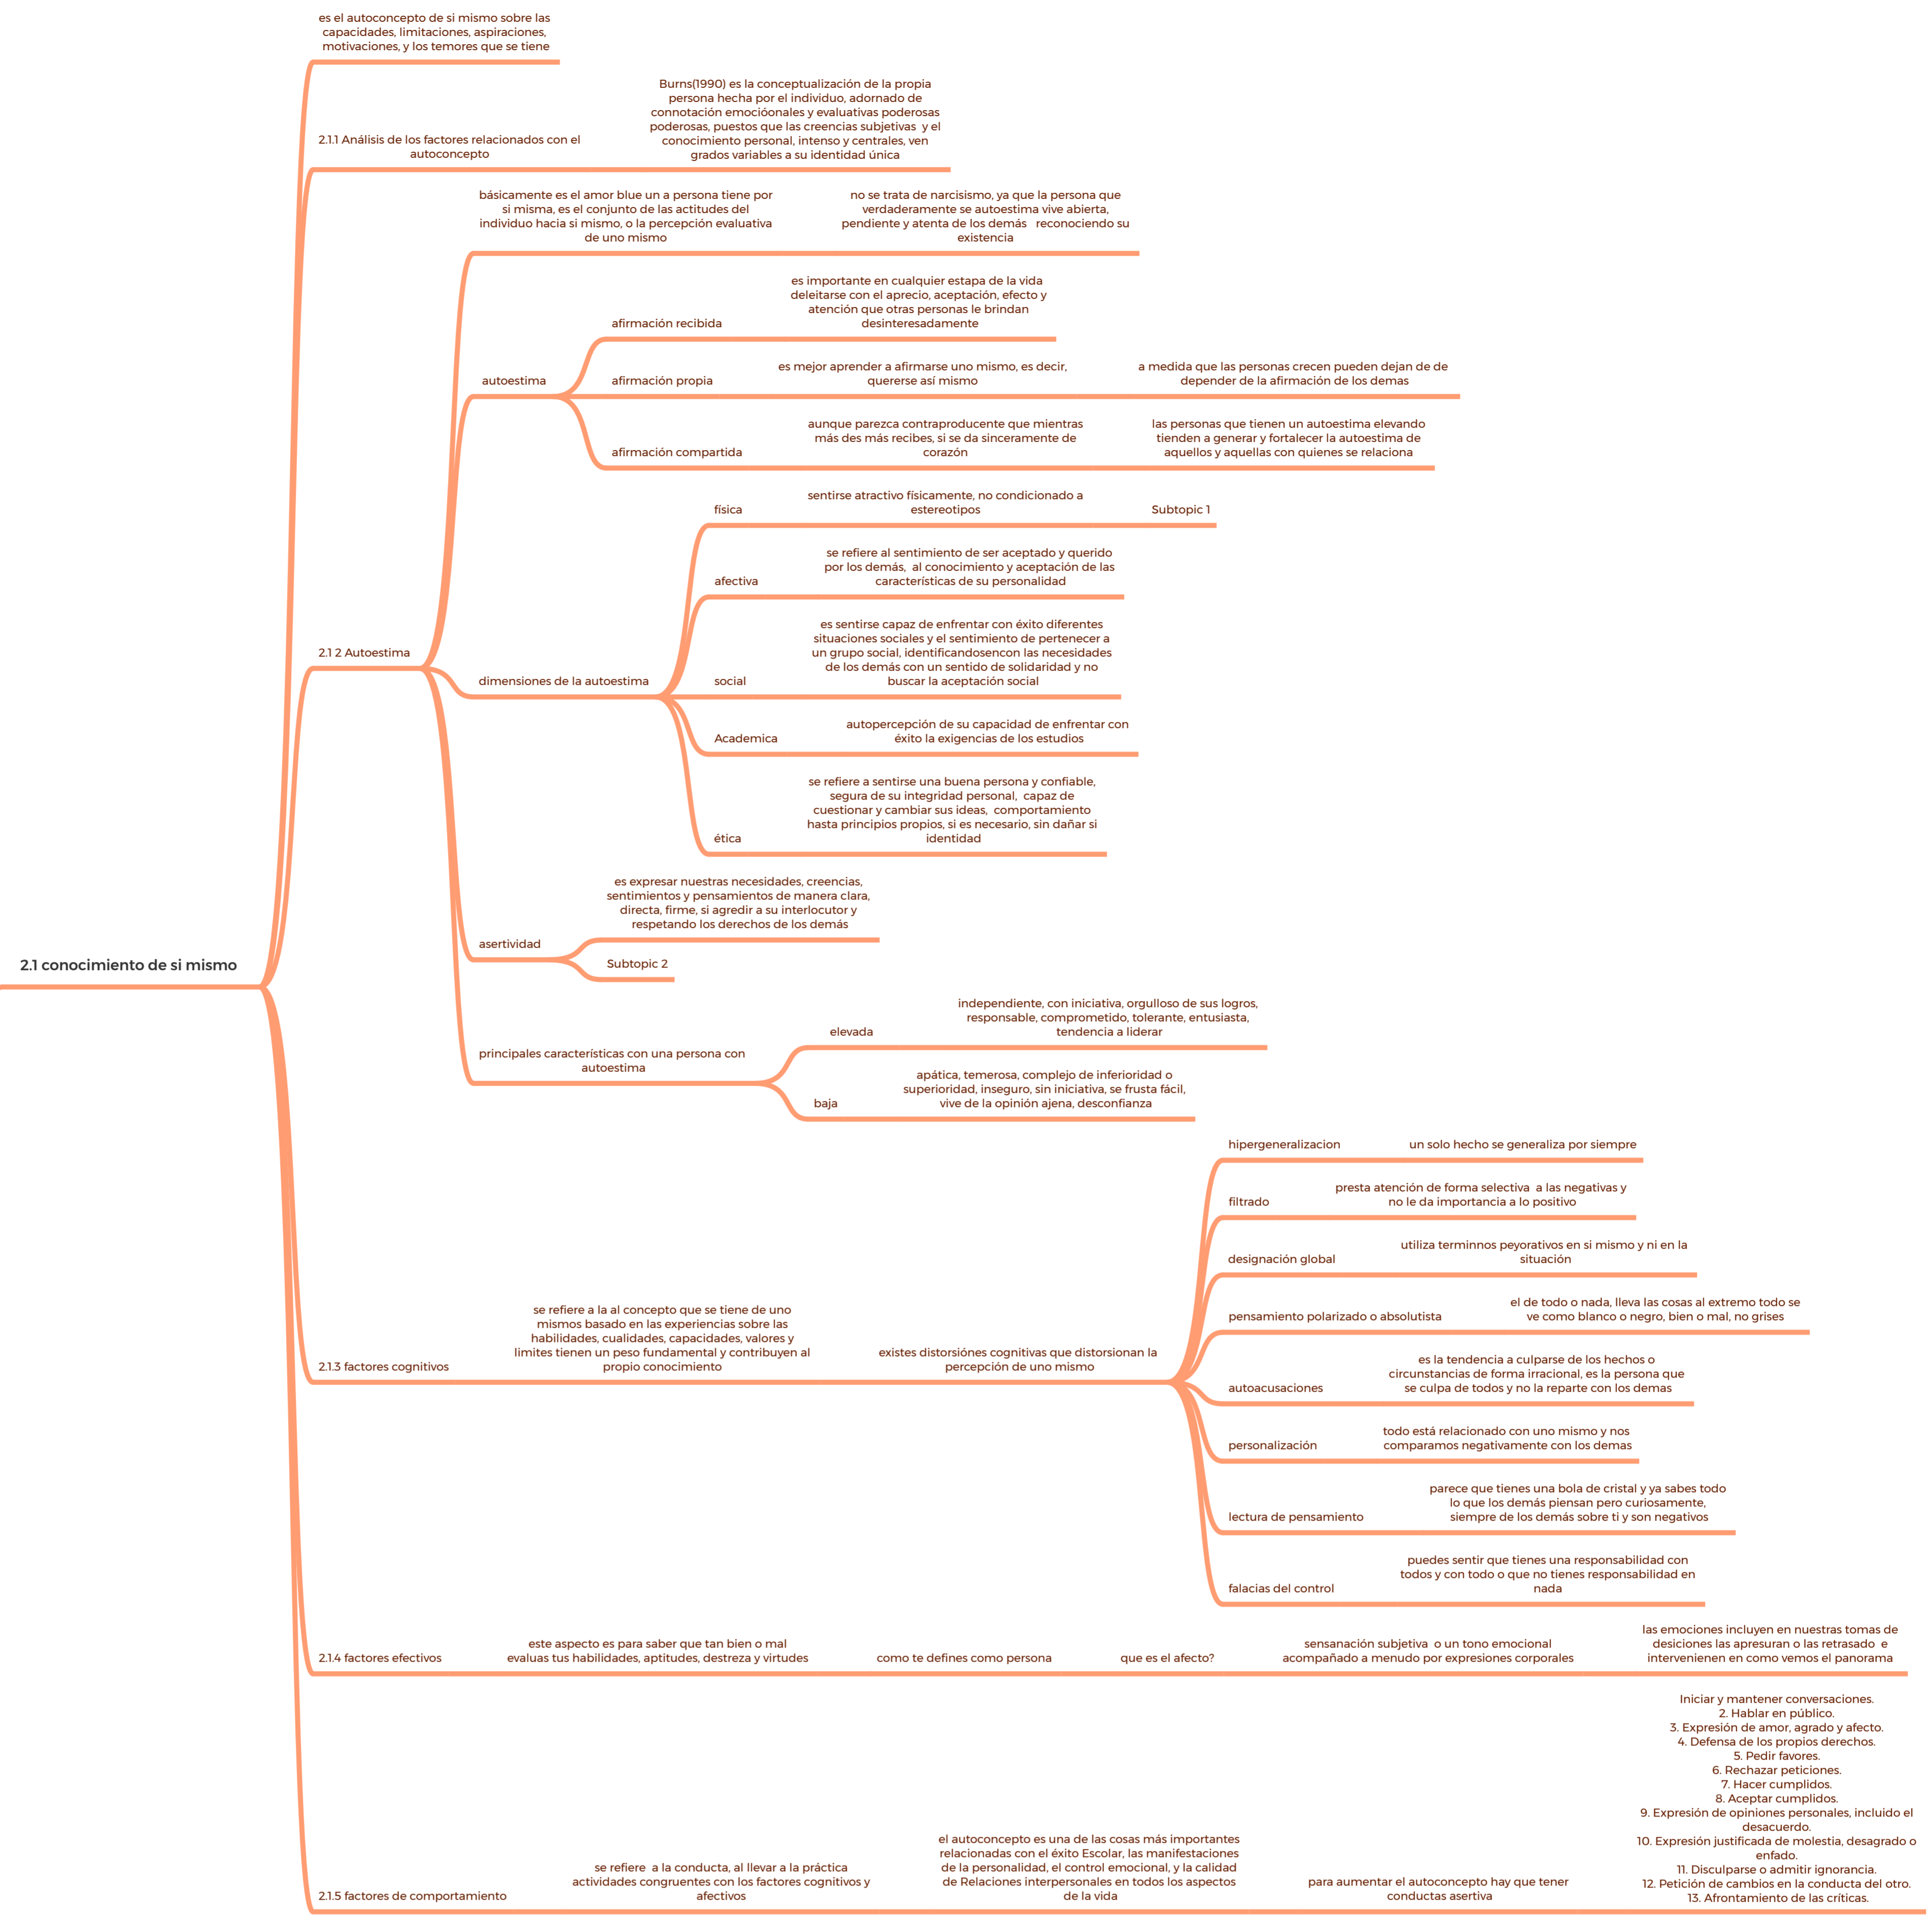 es el autoconcepto de si mismo sobre las
capacidades, limitaciones, aspiraciones,
motivaciones, y los temores que se tiene
2.1.1 Análisis de los factores relacionados con el
autoconcepto
Burns(1990) es la conceptualización de la propia
persona hecha por el individuo, adornado de
connotación emociónales y evaluativas poderosas
poderosas, puestos que las creencias subjetivas y el
conocimiento personal, intenso y centrales, ven
grados variables a su identidad única
2.1 2 Autoestima
básicamente es el amor blue un a persona tiene por
si misma, es el conjunto de las actitudes del
individuo hacia si mismo, o la percepción evaluativa
de uno mismo
no se trata de narcisismo, ya que la persona que
verdaderamente se autoestima vive abierta,
pendiente y atenta de los demás reconociendo su
existencia
autoestima
afirmación recibida
es importante en cualquier estapa de la vida
deleitarse con el aprecio, aceptación, efecto y
atención que otras personas le brindan
desinteresadamente
afirmación propia
es mejor aprender a afirmarse uno mismo, es decir,
quererse así mismo
a medida que las personas crecen pueden dejan de de
depender de la afirmación de los demas
afirmación compartida
aunque parezca contraproducente que mientras
más des más recibes, si se da sinceramente de
corazón
las personas que tienen un autoestima elevando
tienden a generar y fortalecer la autoestima de
aquellos y aquellas con quienes se relaciona
dimensiones de la autoestima
física
sentirse atractivo físicamente, no condicionado a
estereotipos
Subtopic 1
afectiva
se refiere al sentimiento de ser aceptado y querido
por los demás, al conocimiento y aceptación de las
características de su personalidad
social
es sentirse capaz de enfrentar con éxito diferentes
situaciones sociales y el sentimiento de pertenecer a
un grupo social, identificandosencon las necesidades
de los demás con un sentido de solidaridad y no
buscar la aceptación social
Academica
autopercepción de su capacidad de enfrentar con
éxito la exigencias de los estudios
ética
se refiere a sentirse una buena persona y confiable,
segura de su integridad personal, capaz de
cuestionar y cambiar sus ideas, comportamiento
hasta principios propios, si es necesario, sin dañar si
identidad
asertividad
es expresar nuestras necesidades, creencias,
sentimientos y pensamientos de manera clara,
directa, firme, si agredir a su interlocutor y
respetando los derechos de los demás
Subtopic 2
2.1 conocimiento de si mismo
principales características con una persona con
autoestima
elevada
independiente, con iniciativa, orgulloso de sus logros,
responsable, comprometido, tolerante, entusiasta,
tendencia a liderar
baja
apática, temerosa, complejo de inferioridad o
superioridad, inseguro, sin iniciativa, se frusta fácil,
vive de la opinión ajena, desconfianza
2.1.3 factores cognitivos
se refiere a la al concepto que se tiene de uno
mismos basado en las experiencias sobre las
habilidades, cualidades, capacidades, valores y
limites tienen un peso fundamental y contribuyen al
propio conocimiento
existes distorsiónes cognitivas que distorsionan la
percepción de uno mismo
hipergeneralizacion
un solo hecho se generaliza por siempre
filtrado
presta atención de forma selectiva a las negativas y
no le da importancia a lo positivo
designación global
utiliza terminnos peyorativos en si mismo y ni en la
situación
pensamiento polarizado o absolutista
el de todo o nada, lleva las cosas al extremo todo se
ve como blanco o negro, bien o mal, no grises
autoacusaciones
es la tendencia a culparse de los hechos o
circunstancias de forma irracional, es la persona que
se culpa de todos y no la reparte con los demas
personalización
todo está relacionado con uno mismo y nos
comparamos negativamente con los demas
lectura de pensamiento
parece que tienes una bola de cristal y ya sabes todo
lo que los demás piensan pero curiosamente,
siempre de los demás sobre ti y son negativos
falacias del control
puedes sentir que tienes una responsabilidad con
todos y con todo o que no tienes responsabilidad en
nada
2.1.4 factores efectivos
este aspecto es para saber que tan bien o mal
evaluas tus habilidades, aptitudes, destreza y virtudes
como te defines como persona
que es el afecto?
sensanación subjetiva o un tono emocional
acompañado a menudo por expresiones corporales
las emociones incluyen en nuestras tomas de
desiciones las apresuran o las retrasado e
intervenienen en como vemos el panorama
2.1.5 factores de comportamiento
se refiere a la conducta, al llevar a la práctica
actividades congruentes con los factores cognitivos y
afectivos
el autoconcepto es una de las cosas más importantes
relacionadas con el éxito Escolar, las manifestaciones
de la personalidad, el control emocional, y la calidad
de Relaciones interpersonales en todos los aspectos
de la vida
para aumentar el autoconcepto hay que tener
conductas asertiva
Iniciar y mantener conversaciones.
2. Hablar en público.
3. Expresión de amor, agrado y afecto.
4. Defensa de los propios derechos.
5. Pedir favores.
6. Rechazar peticiones.
7. Hacer cumplidos.
8. Aceptar cumplidos.
9. Expresión de opiniones personales, incluido el
desacuerdo.
10. Expresión justificada de molestia, desagrado o
enfado.
11. Disculparse o admitir ignorancia.
12. Petición de cambios en la conducta del otro.
13. Afrontamiento de las críticas.